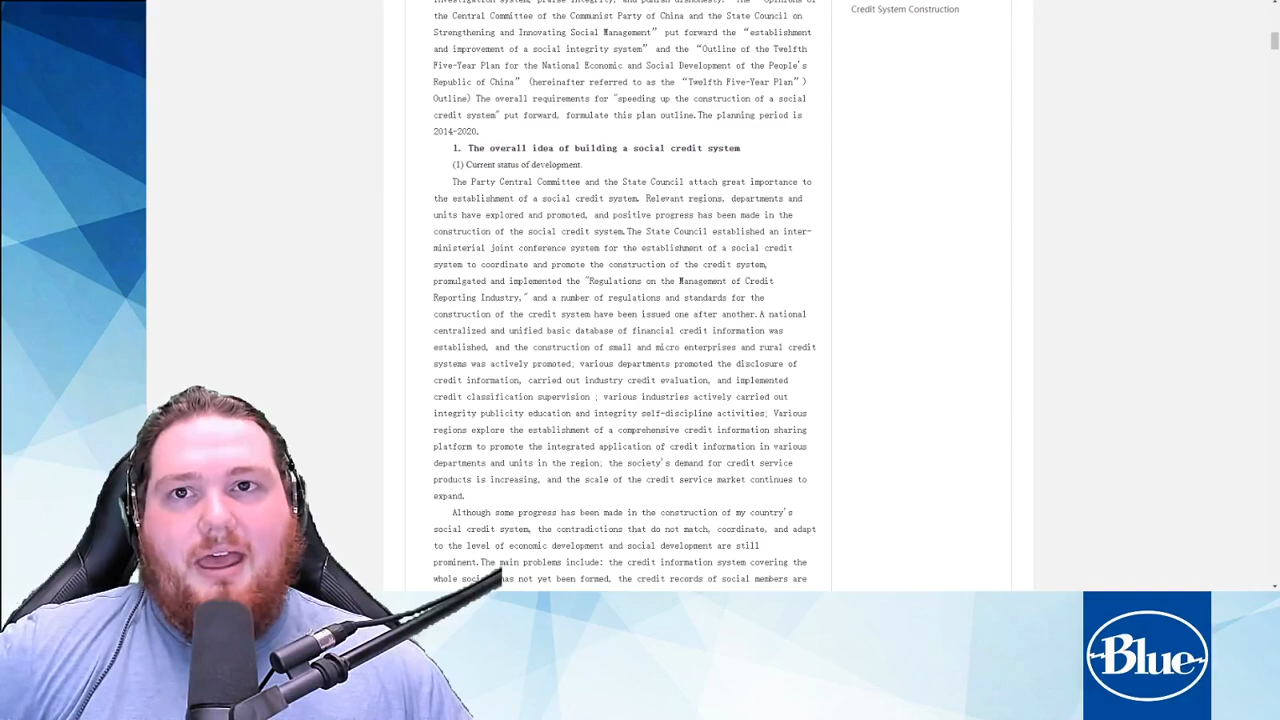 investigation system, praise integrity, and punish dishonesty. The "Opinions of
the Central Committee of the Communist Party of China and the State Council on
Strengthening and Innovating Social Management" put forward the “establishment
and improvement of a social integrity system” and the “Outline of the Twelfth
Five-Year Plan for the National Economic and Social Development of the People's
Republic of China” (hereinafter referred to as the “Twelfth Five-Year Plan”)
Outline) The overall requirements for "speeding up the construction of a social
credit system" put forward, formulate this plan outline.The planning period is
2014-2020.
1. The overall idea of building a social credit system
(1) Current status of development.
The Party Central Committee and the State Council attach great importance to
the establishment of a social credit system. Relevant regions, departments and
units have explored and promoted, and positive progress has been made in the
construction of the social credit system.The State Council established an inter-
ministerial joint conference system for the establishment of a social credit
system to coordinate and promote the construction of the credit system,
promulgated and implemented the "Regulations on the Management of Credit
Reporting Industry," and a number of regulations and standards for the
construction of the credit system have been issued one after another.A national
centralized and unified basic database of financial credit information was
established, and the construction of small and micro enterprises and rural credit
systems was actively promoted; various departments promoted the disclosure of
credit information, carried out industry credit evaluation, and implemented
credit classification supervision ; various industries actively carried out
integrity publicity education and integrity self-discipline activities; Various
regions explore the establishment of a comprehensive credit information sharing
platform to promote the integrated application of credit information in various
departments and units in the region; the society's demand for credit service
products is increasing, and the scale of the credit service market continues to
expand.
Although some progress has been made in the construction of my country's
social credit system, the contradictions that do not match, coordinate, and adapt
to the level of economic development and social development are still
prominent.The main problems include: the credit information system covering the
whole has not yet been formed, the credit records of social members are
Credit System Construction
Blue